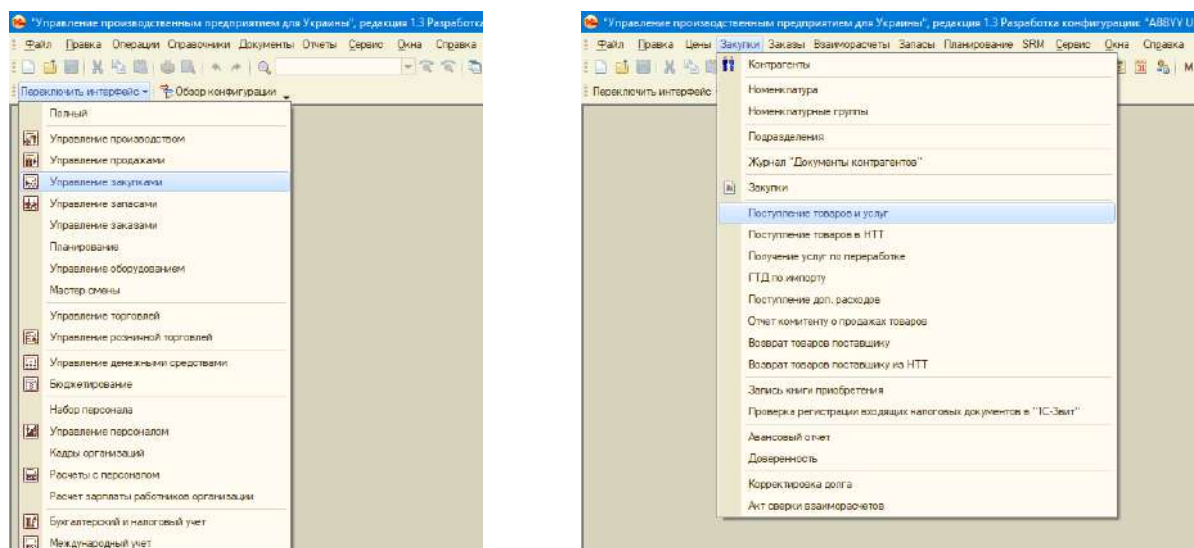 "Управление производственным предприятием для Украины", редакция 1.3 Разработка
Файл Правка Операции Справочники Документы Отчеты Сервис Окна Справка
Переключить интерфейс Обзор конфигурации
Полный
Управление производством
Управление продажами
Управление закупками
Управление запасами
Управление заказами
Планирование
Управление оборудованием
Мастер смены
Управление торговлей
Управление розничной торговлей
Управление денежными средствами
Бюджетирование
Набор персонала
Управление персоналом
Кадры организаций
Расчеты с персоналом
Расчет зарплаты работников организации
Бухгалтерский и налоговый учет
Международный учет
"Управление производственным предприятием для Украины", редакция 1.3 Разработка конфигурации: "ABBYY U
Файл Правка Цены Закупки Заказы Взаиморасчеты Запасы Планирование SRM Сервис Окна Справка
М
Переключить интерфейс
Контрагенты
Номенклатура
Номенклатурные группы
Подразделения
Журнал "Документы контрагентов"
Закупки
Поступление товаров и услуг
Поступление товаров в НТТ
Получение услуг по переработке
ГТД по импорту
Поступление доп. расходов
Отчет комитенту о продажах товаров
Возврат товаров поставщику
Возврат товаров поставщику из НТТ
Запись книги приобретения
Проверка регистрации входящих налоговых документов в "1С-Звит"
Авансовый отчет
Доверенность
Корректировка долга
Акт сверки взаиморасчетов